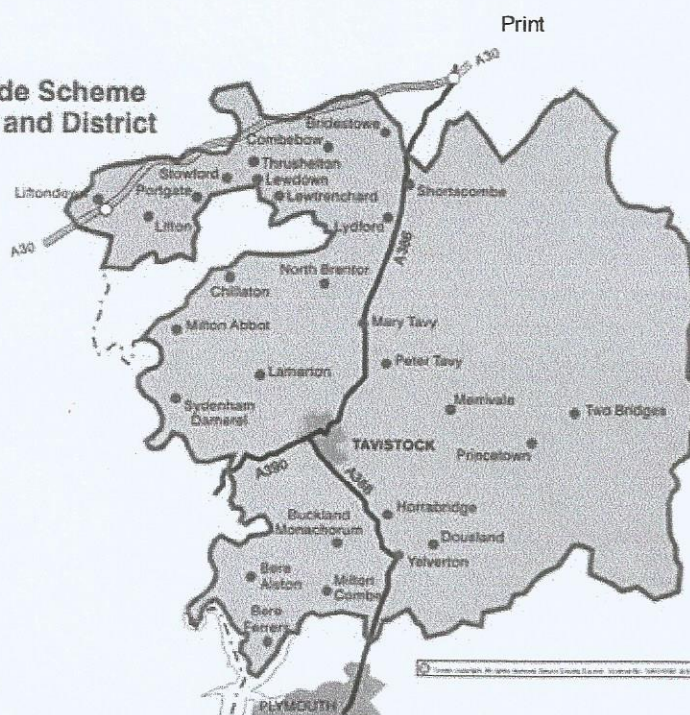 Print
A30
de Scheme
and District
Bridestowe
Combebow
Thrushelton
Stowford
Lewdown
Liftondown
Portgate
Lewtrenchard
Shortacombe
Lifton
Lydford
A30
A386
North Brentor
Chillaton
Milton Abbot
Mary Tavy
Peter Tavy
Lamerton
Merrivale
Sydenham
Damerel
Two Bridges
TAVISTOCK
Princetown
A390
A386
Horrabridge
Buckland
Monachorum
Dousland
Yelverton
Bere
Alston
Milton
Combe
Bere
Ferrers
PLYMOUTH